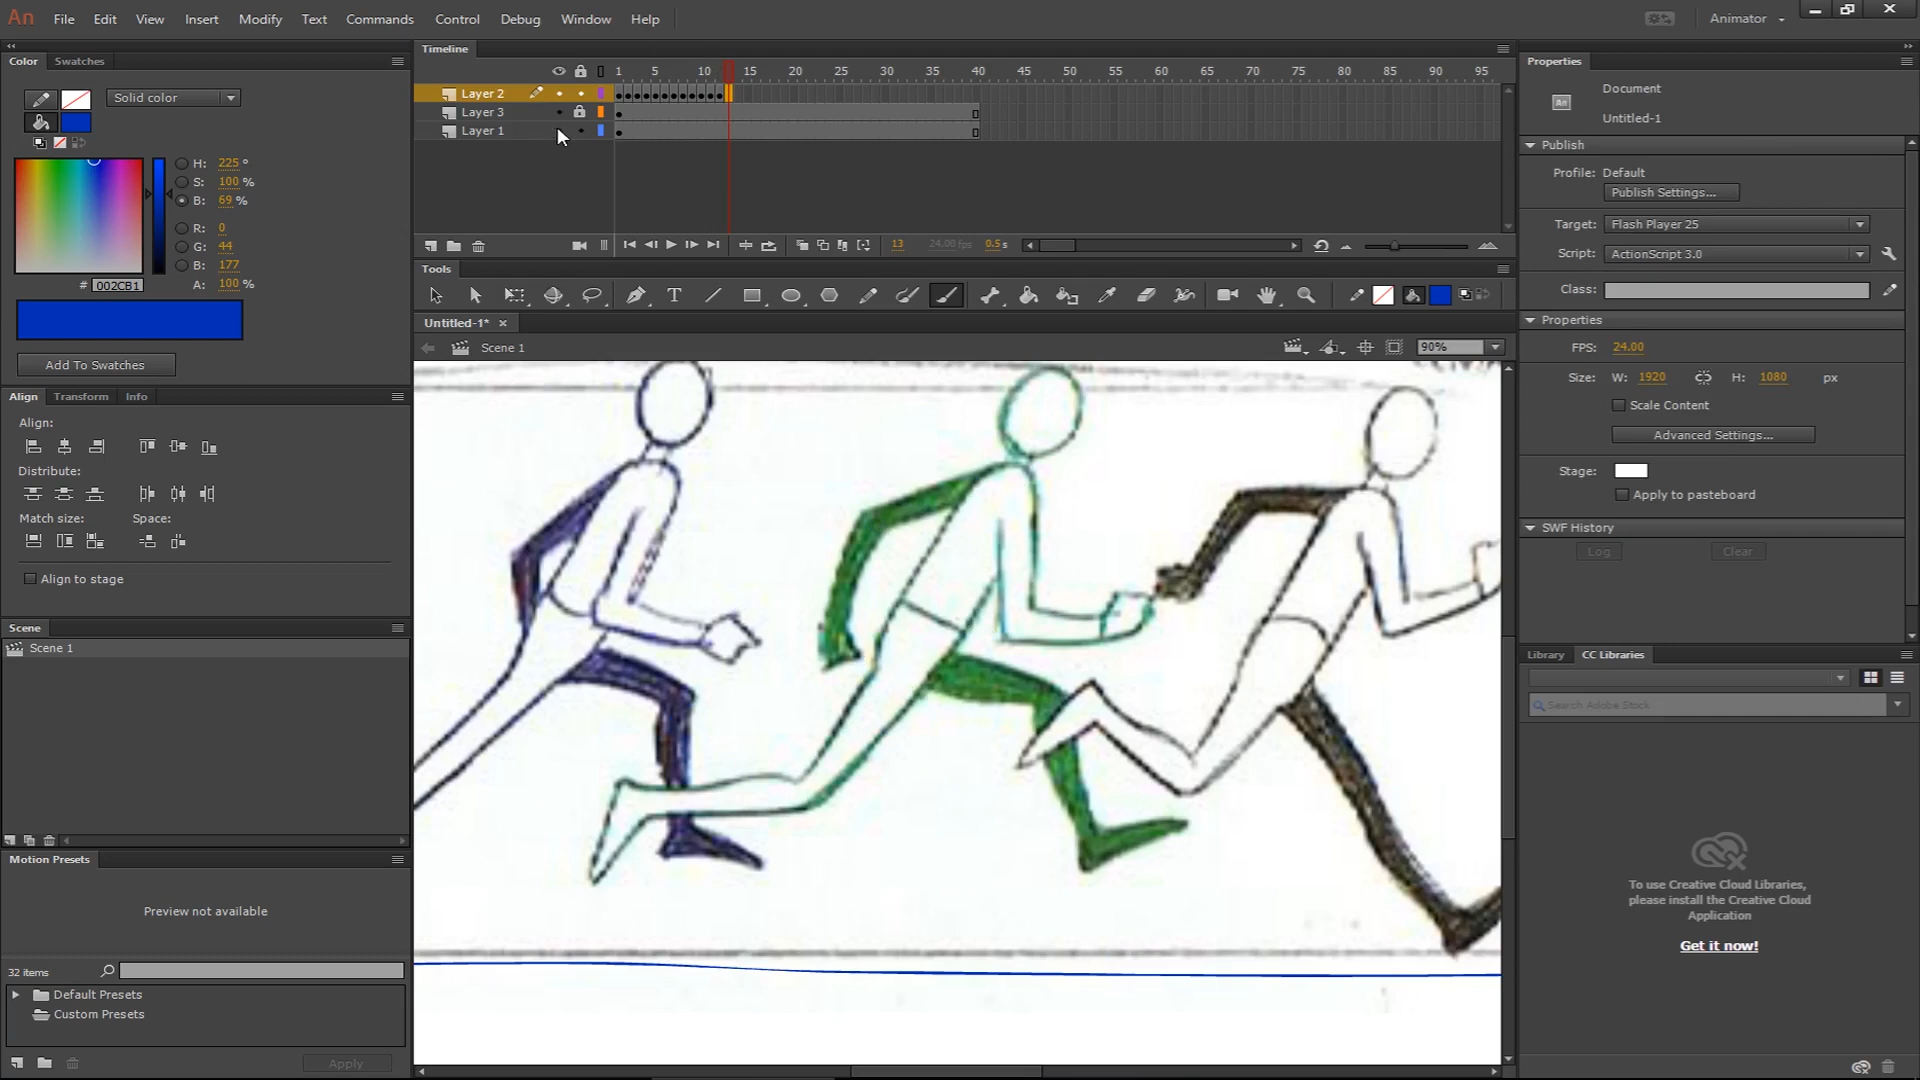 An File Edit View Insert Modify Text Commands Control Debug Window Help Animator
Color Swatches
Solid color
H: 225 °
S: 100 %
B: 69 %
R: 0
G: 44
B: 177
A: 100 %
# 002CB1
Add To Swatches
Align Transform Info
Align:
Distribute:
Match size: Space:
Align to stage
Scene
Scene 1
Motion Presets
Preview not available
32 items
Default Presets
Custom Presets
Apply
Timeline
1 5 10 15 20 25 30 35 40 45 50 55 60 65 70 75 80 85 90 95
Layer 2
Layer 3
Layer 1
13 24.00 fps 0.5 s
Tools
T
Untitled-1* ×
Scene 1 90%
Properties
An Document
Untitled-1
Publish
Profile: Default
Publish Settings...
Target: Flash Player 25
Script: ActionScript 3.0
Class:
Properties
FPS: 24.00
Size: W: 1920 H: 1080 px
Scale Content
Advanced Settings...
Stage:
Apply to pasteboard
SWF History
Log Clear
Library CC Libraries
Search Adobe Stock
To use Creative Cloud Libraries,
please install the Creative Cloud
Application
Get it now!